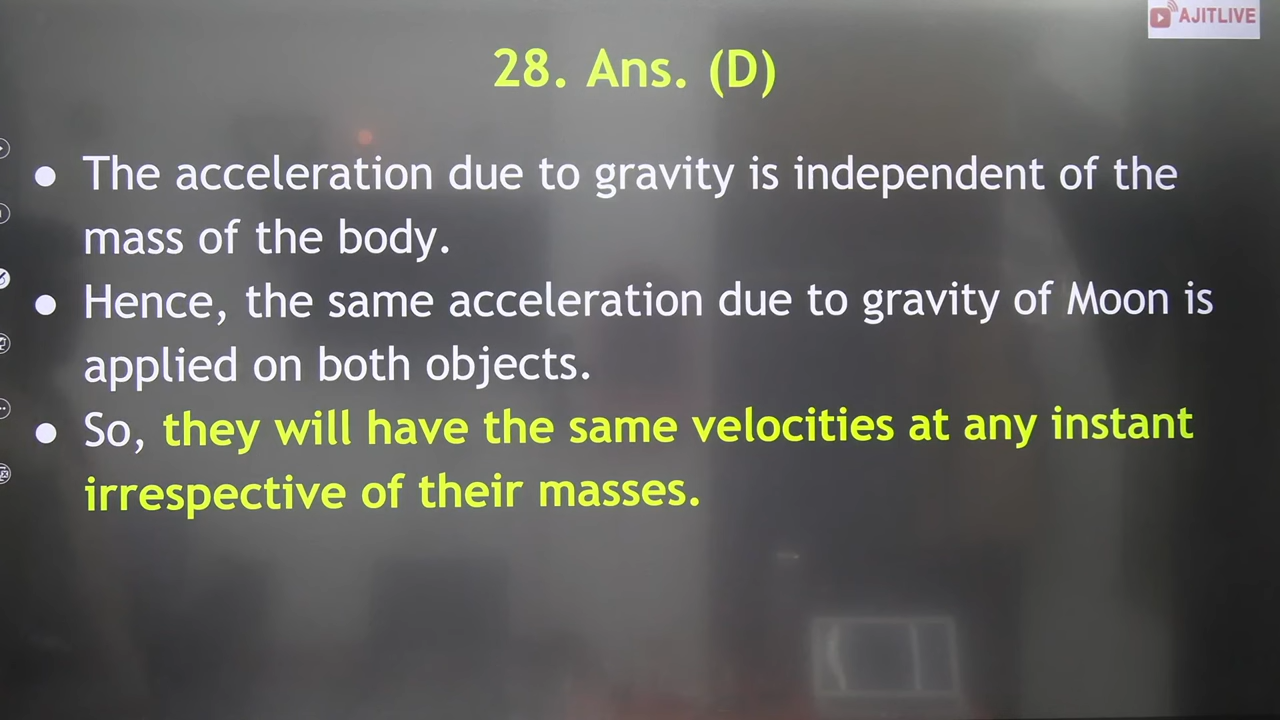 AJITLIVE
28. Ans. (D)
● The acceleration due to gravity is independent of the
mass of the body.
● Hence, the same acceleration due to gravity of Moon is
applied on both objects.
● So, they will have the same velocities at any instant
irrespective of their masses.